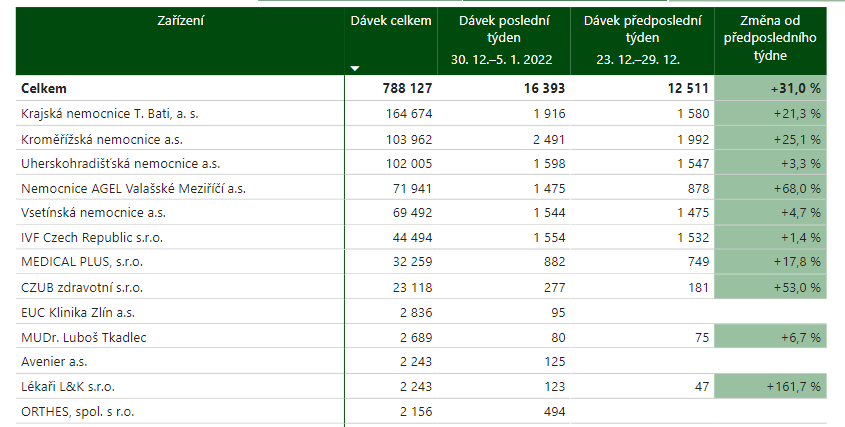 Zařízení Dávek celkem Dávek poslední týden 30. 12.–5. 1. 2022 Dávek předposlední týden 23. 12.–29. 12. Změna od předposledního týdne
Celkem 788 127 16 393 12 511 +31,0 %
Krajská nemocnice T. Bati, a. s. 164 674 1 916 1 580 +21,3 %
Kroměřížská nemocnice a.s. 103 962 2 491 1 992 +25,1 %
Uherskohradišťská nemocnice a.s. 102 005 1 598 1 547 +3,3 %
Nemocnice AGEL Valašské Meziříčí a.s. 71 941 1 475 878 +68,0 %
Vsetínská nemocnice a.s. 69 492 1 544 1 475 +4,7 %
IVF Czech Republic s.r.o. 44 494 1 554 1 532 +1,4 %
MEDICAL PLUS, s.r.o. 32 259 882 749 +17,8 %
CZUB zdravotní s.r.o. 23 118 277 181 +53,0 %
EUC Klinika Zlín a.s. 2 836 95
MUDr. Luboš Tkadlec 2 689 80 75 +6,7 %
Avenier a.s. 2 243 125
Lékaři L&K s.r.o. 2 243 123 47 +161,7 %
ORTHES, spol. s r.o. 2 156 494